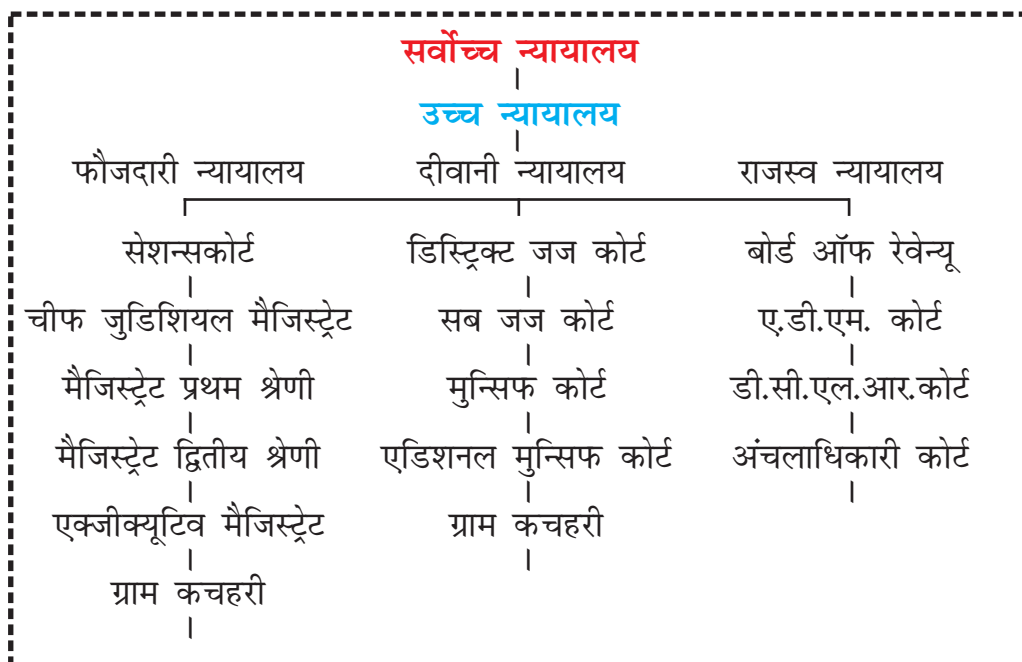 सर्वोच्च न्यायालय
उच्च न्यायालय
फौजदारी न्यायालय दीवानी न्यायालय राजस्व न्यायालय
सेशन्सकोर्ट डिस्ट्रिक्ट जज कोर्ट बोर्ड ऑफ रेवेन्यू
चीफ जुडिशियल मैजिस्ट्रेट सब जज कोर्ट ए.डी.एम. कोर्ट
मैजिस्ट्रेट प्रथम श्रेणी मुन्सिफ कोर्ट डी.सी.एल.आर.कोर्ट
मैजिस्ट्रेट द्वितीय श्रेणी एडिशनल मुन्सिफ कोर्ट अंचलाधिकारी कोर्ट
एक्जीक्यूटिव मैजिस्ट्रेट ग्राम कचहरी
ग्राम कचहरी